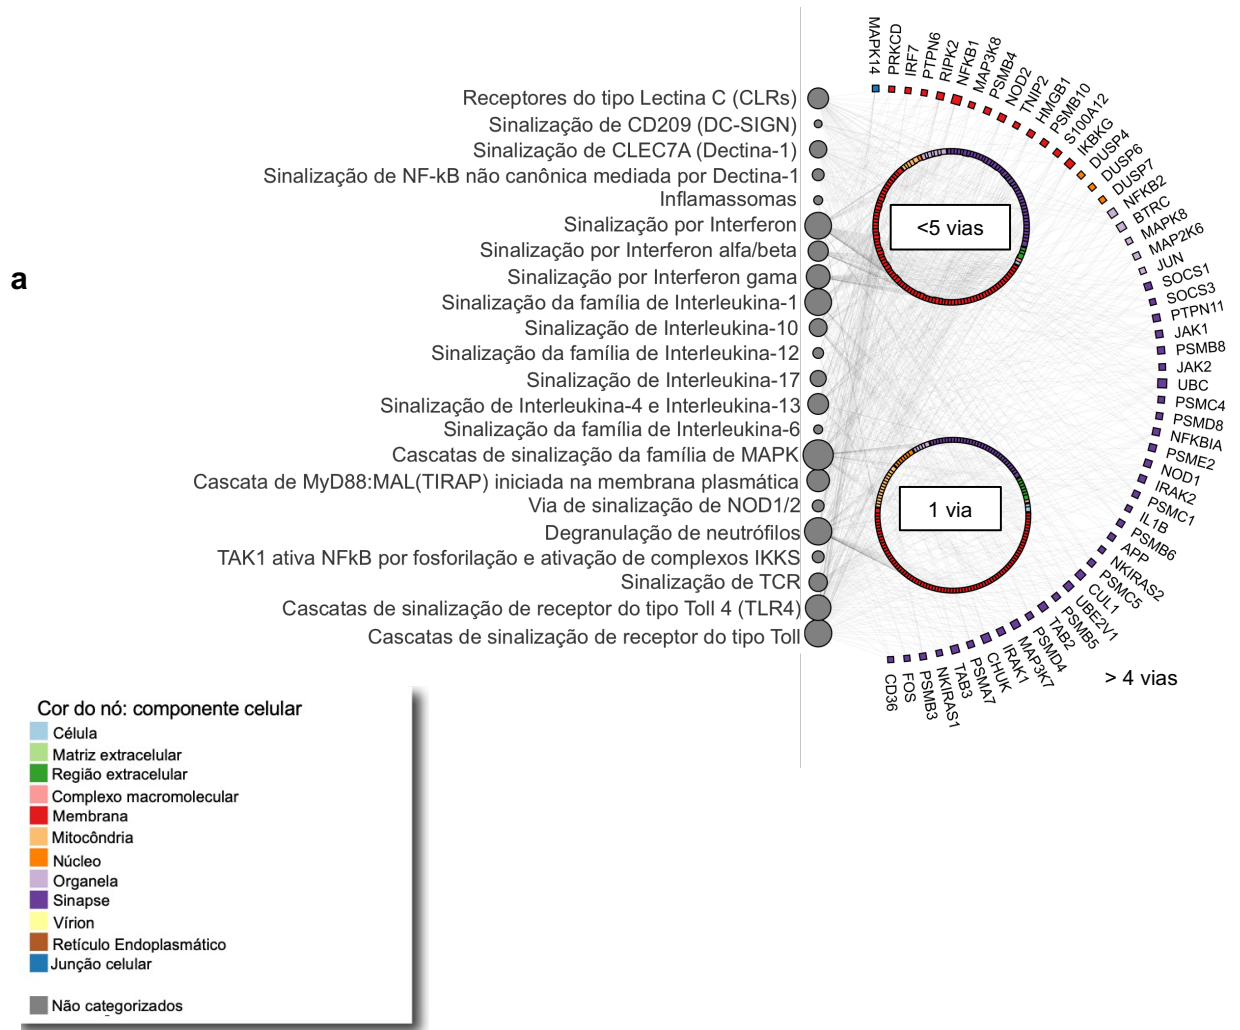 a
Receptores do tipo Lectina C (CLRs)
Sinalização de CD209 (DC-SIGN)
Sinalização de CLEC7A (Dectina-1)
Sinalização de NF-kB não canônica mediada por Dectina-1
Inflamassomas
Sinalização por Interferon
Sinalização por Interferon alfa/beta
Sinalização por Interferon gama
Sinalização da família de Interleukina-1
Sinalização de Interleukina-10
Sinalização da família de Interleukina-12
Sinalização de Interleukina-17
Sinalização de Interleukina-4 e Interleukina-13
Sinalização da família de Interleukina-6
Cascatas de sinalização da família de MAPK
Cascata de MyD88:MAL(TIRAP) iniciada na membrana plasmática
Via de sinalização de NOD1/2
Degranulação de neutrófilos
TAK1 ativa NFkB por fosforilação e ativação de complexos IKKS
Sinalização de TCR
Cascatas de sinalização de receptor do tipo Toll 4 (TLR4)
Cascatas de sinalização de receptor do tipo Toll
<5 vias
1 via
MAPK14
PRKCD
IRF7
PTPN6
RIPK2
NFKB1
MAP3K8
PSMB4
NOD2
TNIP2
HMGB1
PSMB10
S100A12
IKBKG
DUSP4
DUSP6
DUSP7
NFKB2
BTRC
MAPK8
MAP2K6
JUN
SOCS1
SOCS3
PTPN11
JAK1
PSMB8
JAK2
UBC
PSMC4
PSMD8
NFKBIA
PSME2
NOD1
IRAK2
PSMC1
IL1B
PSMB6
APP
NKIRAS2
PSMC5
CUL1
UBE2V1
PSMB5
TAB2
PSMD4
MAP3K7
IRAK1
CHUK
PSMA7
TAB3
NKIRAS1
PSMB3
FOS
CD36
> 4 vias
Cor do nó: componente celular
Célula
Matriz extracelular
Região extracelular
Complexo macromolecular
Membrana
Mitocôndria
Núcleo
Organela
Sinapse
Vírion
Retículo Endoplasmático
Junção celular
Não categorizados